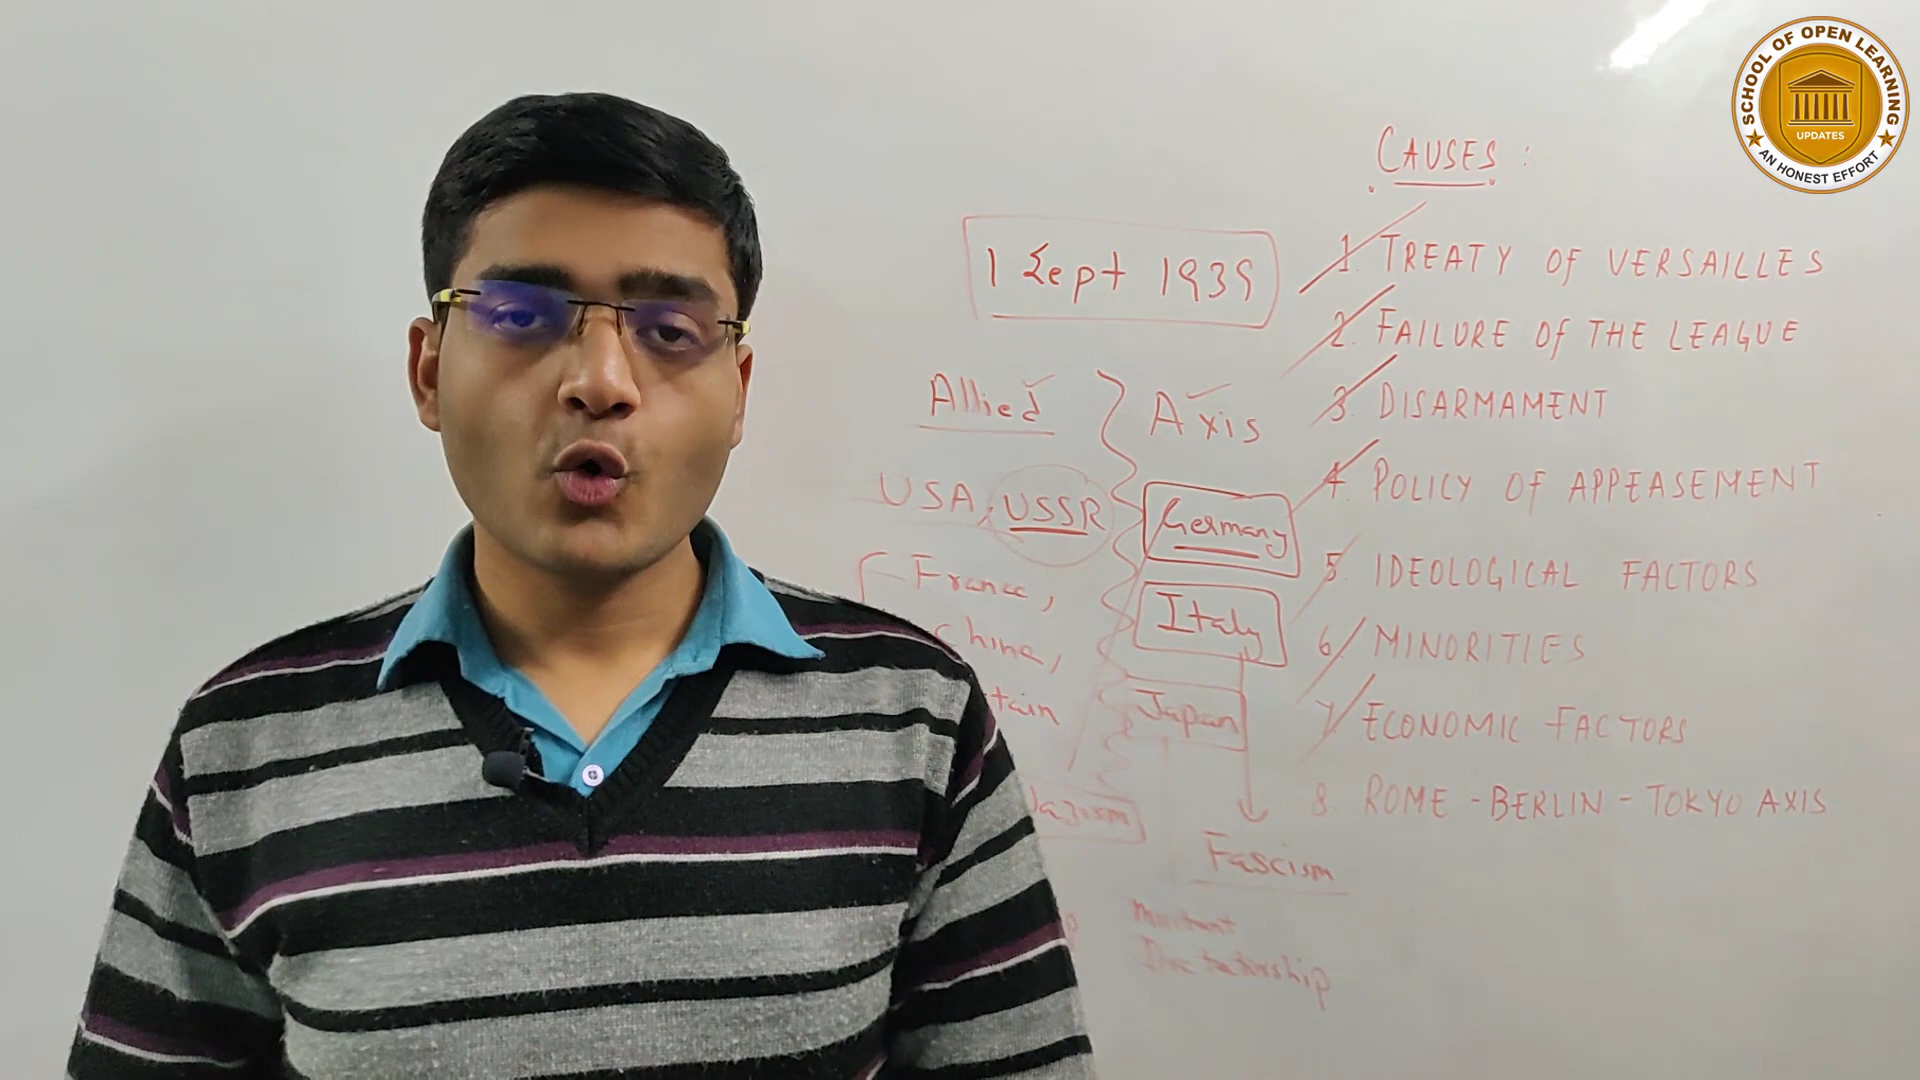 SCHOOL OF OPEN LEARNING
UPDATES
AN HONEST EFFORT
CAUSES :
1 Sept 1939
1. TREATY OF VERSAILLES
2. FAILURE OF THE LEAGUE
3. DISARMAMENT
4. POLICY OF APPEASEMENT
5. IDEOLOGICAL FACTORS
6. MINORITIES
7. ECONOMIC FACTORS
8. ROME - BERLIN - TOKYO AXIS
Allied
USA, USSR
France,
China,
tain
Axis
Germany
Italy
Japan
Nazism
Fascism
Dictatorship